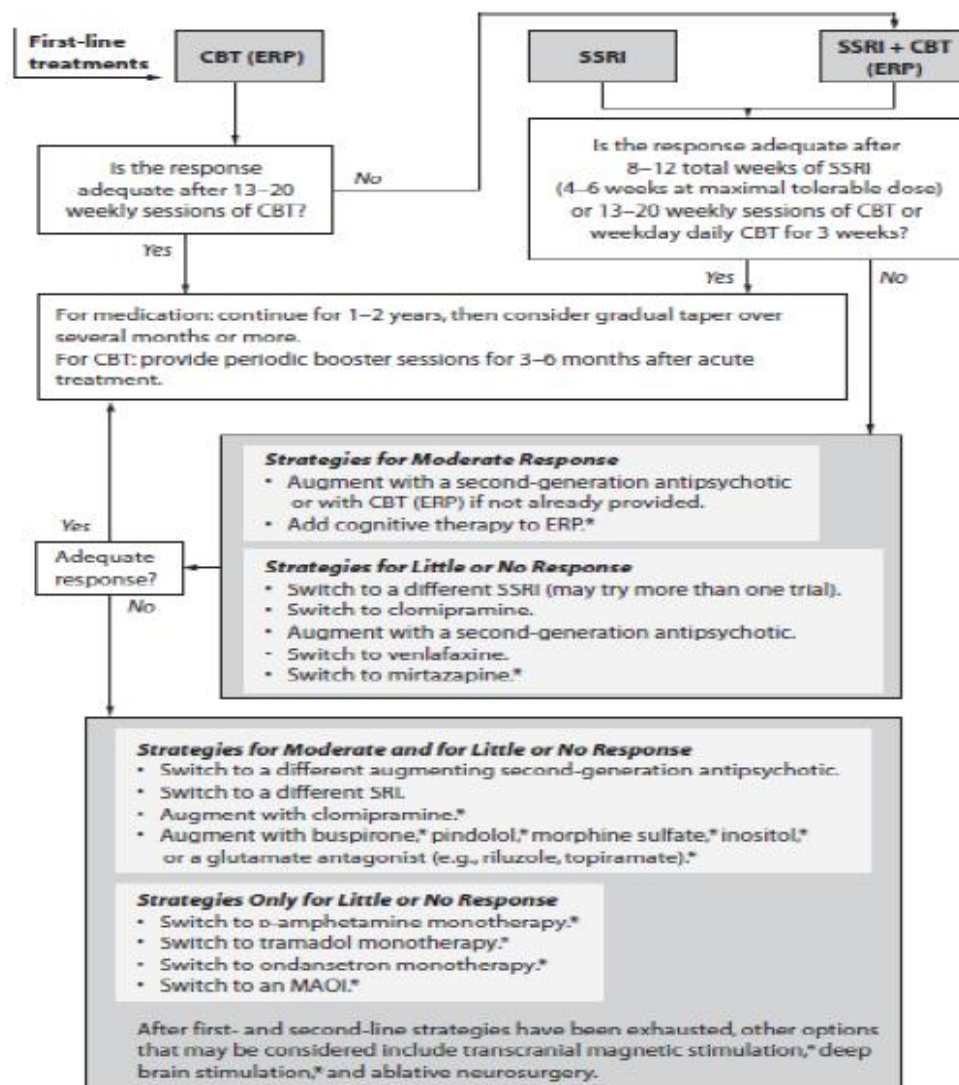 First-line
treatments
CBT (ERP)
SSRI
SSRI + CBT
(ERP)
Is the response
adequate after 13–20
weekly sessions of CBT?
No
Is the response adequate after
8–12 total weeks of SSRI
(4–6 weeks at maximal tolerable dose)
or 13–20 weekly sessions of CBT or
weekday daily CBT for 3 weeks?
Yes
Yes
No
For medication: continue for 1–2 years, then consider gradual taper over
several months or more.
For CBT: provide periodic booster sessions for 3–6 months after acute
treatment.
Strategies for Moderate Response
• Augment with a second-generation antipsychotic
or with CBT (ERP) if not already provided.
• Add cognitive therapy to ERP.*
Yes
Adequate
response?
No
Strategies for Little or No Response
• Switch to a different SSRI (may try more than one trial).
• Switch to clomipramine.
• Augment with a second-generation antipsychotic.
• Switch to venlafaxine.
• Switch to mirtazapine.*
Strategies for Moderate and for Little or No Response
• Switch to a different augmenting second-generation antipsychotic.
• Switch to a different SRI.
• Augment with clomipramine.*
• Augment with buspirone,* pindolol,* morphine sulfate,* inositol,*
or a glutamate antagonist (e.g., riluzole, topiramate).*
Strategies Only for Little or No Response
• Switch to D-amphetamine monotherapy.*
• Switch to tramadol monotherapy.*
• Switch to ondansetron monotherapy.*
• Switch to an MAOI.*
After first- and second-line strategies have been exhausted, other options
that may be considered include transcranial magnetic stimulation,* deep
brain stimulation,* and ablative neurosurgery.